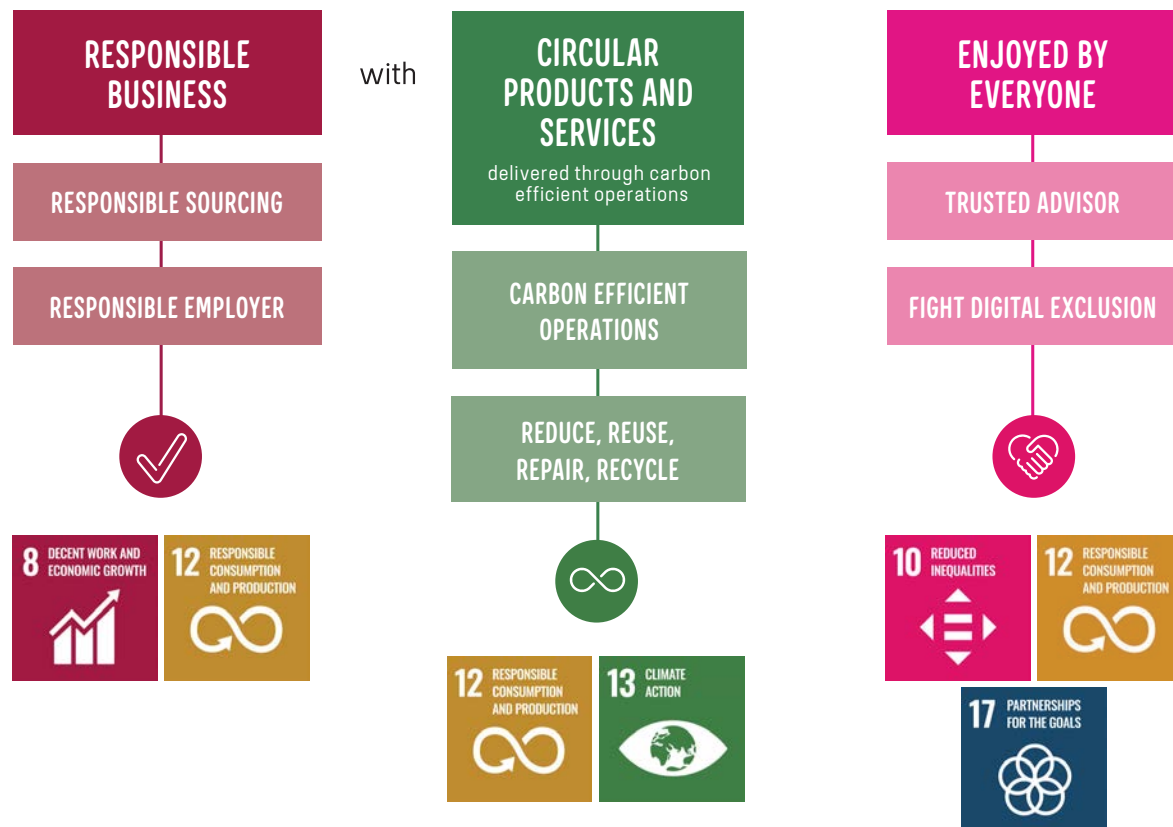 RESPONSIBLE
BUSINESS
RESPONSIBLE SOURCING
RESPONSIBLE EMPLOYER
8 DECENT WORK AND
ECONOMIC GROWTH
12 RESPONSIBLE
CONSUMPTION
AND PRODUCTION
with
CIRCULAR
PRODUCTS AND
SERVICES
delivered through carbon
efficient operations
CARBON EFFICIENT
OPERATIONS
REDUCE, REUSE,
REPAIR, RECYCLE
12 RESPONSIBLE
CONSUMPTION
AND PRODUCTION
13 CLIMATE
ACTION
ENJOYED BY
EVERYONE
TRUSTED ADVISOR
FIGHT DIGITAL EXCLUSION
10 REDUCED
INEQUALITIES
12 RESPONSIBLE
CONSUMPTION
AND PRODUCTION
17 PARTNERSHIPS
FOR THE GOALS